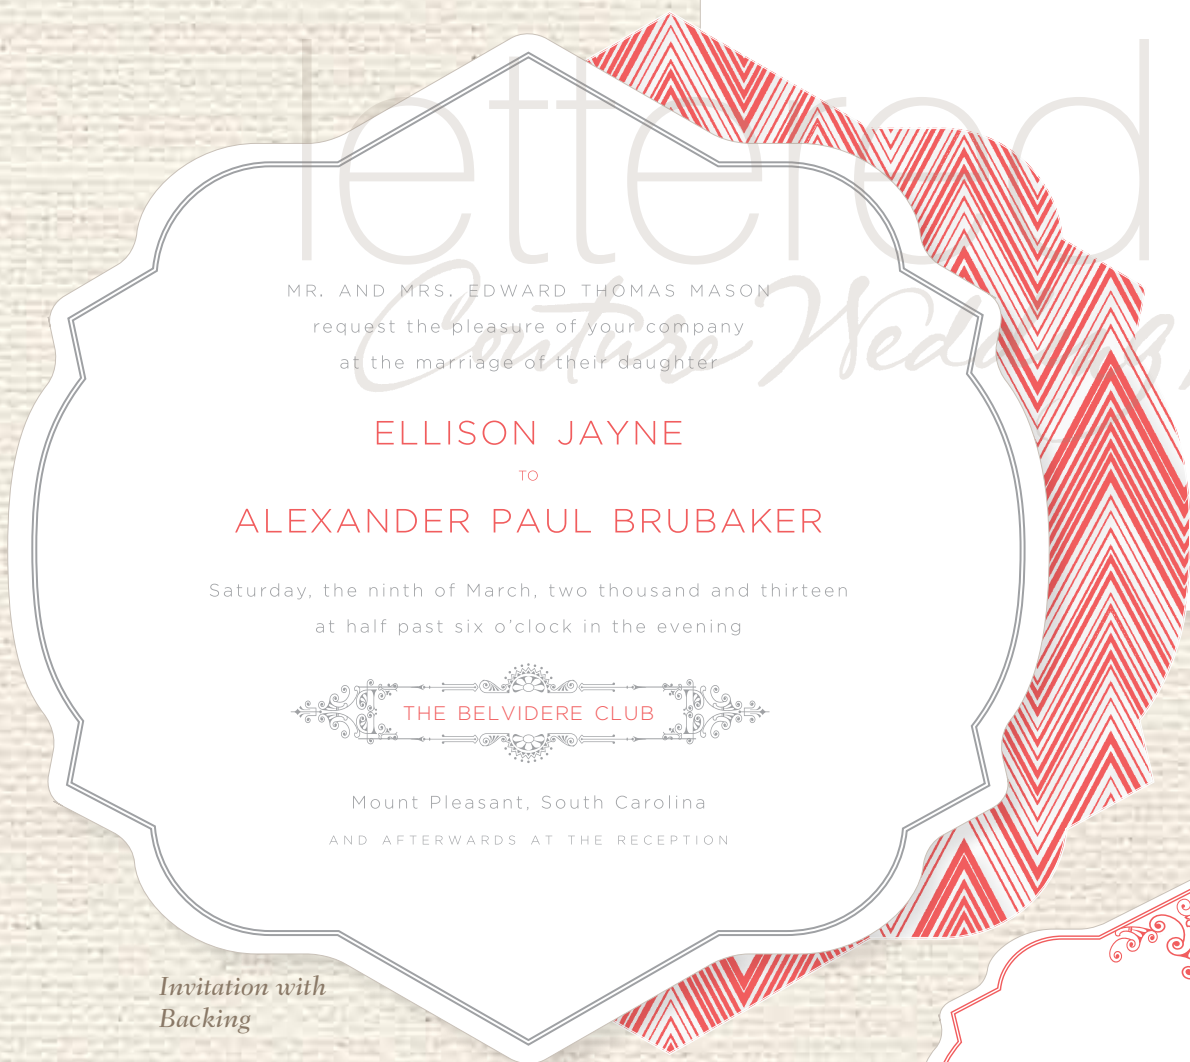 lettered
Couture Wedding
MR. AND MRS. EDWARD THOMAS MASON
request the pleasure of your company
at the marriage of their daughter
ELLISON JAYNE
TO
ALEXANDER PAUL BRUBAKER
Saturday, the ninth of March, two thousand and thirteen
at half past six o’clock in the evening
THE BELVIDERE CLUB
Mount Pleasant, South Carolina
AND AFTERWARDS AT THE RECEPTION
Invitation with
Backing